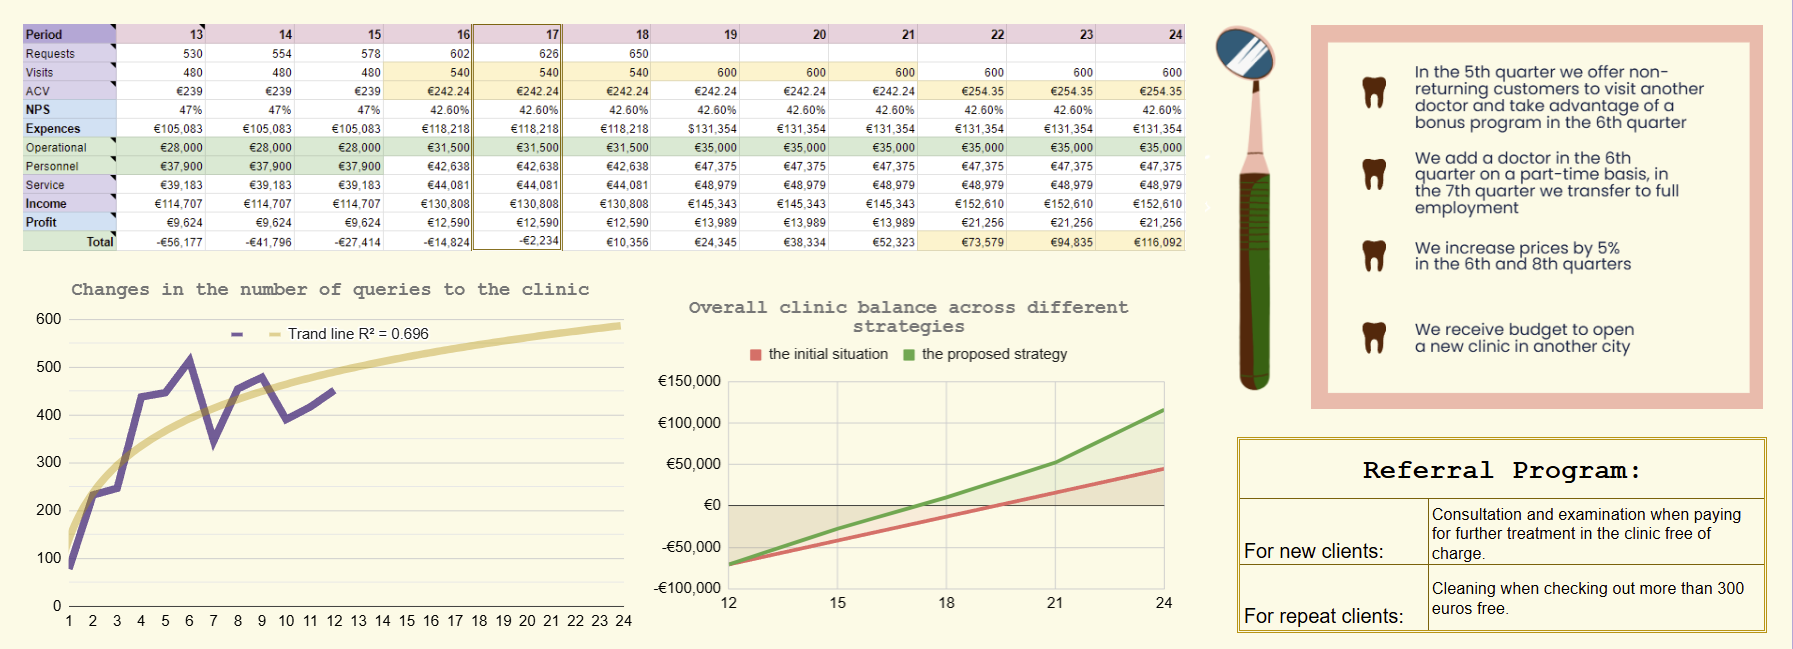 Period 13 14 15 16 17 18 19 20 21 22 23 24
Requests 530 554 578 602 626 650
Visits 480 480 480 540 540 540 600 600 600 600 600 600
ACV €239 €239 €239 €242.24 €242.24 €242.24 €242.24 €242.24 €242.24 €254.35 €254.35 €254.35
NPS 47% 47% 47% 42.60% 42.60% 42.60% 42.60% 42.60% 42.60% 42.60% 42.60% 42.60%
Expences €105,083 €105,083 €105,083 €118,218 €118,218 €118,218 $131,354 €131,354 €131,354 €131,354 €131,354 €131,354
Operational €28,000 €28,000 €28,000 €31,500 €31,500 €31,500 €35,000 €35,000 €35,000 €35,000 €35,000 €35,000
Personnel €37,900 €37,900 €37,900 €42,638 €42,638 €42,638 €47,375 €47,375 €47,375 €47,375 €47,375 €47,375
Service €39,183 €39,183 €39,183 €44,081 €44,081 €44,081 €48,979 €48,979 €48,979 €48,979 €48,979 €48,979
Income €114,707 €114,707 €114,707 €130,808 €130,808 €130,808 €145,343 €145,343 €145,343 €152,610 €152,610 €152,610
Profit €9,624 €9,624 €9,624 €12,590 €12,590 €12,590 €13,989 €13,989 €13,989 €21,256 €21,256 €21,256
Total -€56,177 -€41,796 -€27,414 -€14,824 -€2,234 €10,356 €24,345 €38,334 €52,323 €73,579 €94,835 €116,092
Changes in the number of queries to the clinic
Trand line R² = 0.696
600
500
400
300
200
100
0
1 2 3 4 5 6 7 8 9 10 11 12 13 14 15 16 17 18 19 20 21 22 23 24
Overall clinic balance across different
strategies
the initial situation the proposed strategy
€150,000
€100,000
€50,000
€0
-€50,000
-€100,000
12 15 18 21 24
In the 5th quarter we offer non-
returning customers to visit another
doctor and take advantage of a
bonus program in the 6th quarter
We add a doctor in the 6th
quarter on a part-time basis, in
the 7th quarter we transfer to full
employment
We increase prices by 5%
in the 6th and 8th quarters
We receive budget to open
a new clinic in another city
Referral Program:
For new clients:
Consultation and examination when paying
for further treatment in the clinic free of
charge.
For repeat clients:
Cleaning when checking out more than 300
euros free.